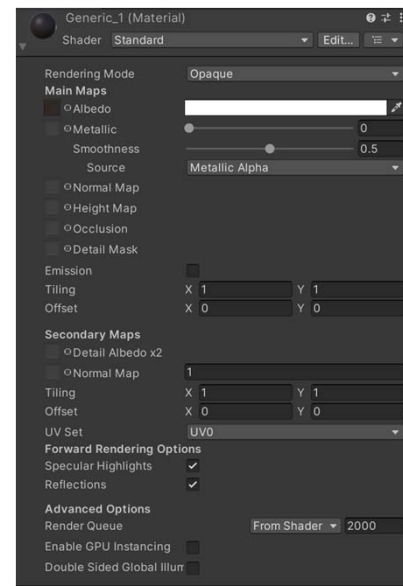 Generic_1 (Material)
Shader Standard Edit...
Rendering Mode Opaque
Main Maps
Albedo
Metallic 0
Smoothness 0.5
Source Metallic Alpha
Normal Map
Height Map
Occlusion
Detail Mask
Emission
Tiling X 1 Y 1
Offset X 0 Y 0
Secondary Maps
Detail Albedo x2
Normal Map 1
Tiling X 1 Y 1
Offset X 0 Y 0
UV Set UV0
Forward Rendering Options
Specular Highlights
Reflections
Advanced Options
Render Queue From Shader 2000
Enable GPU Instancing
Double Sided Global Illum